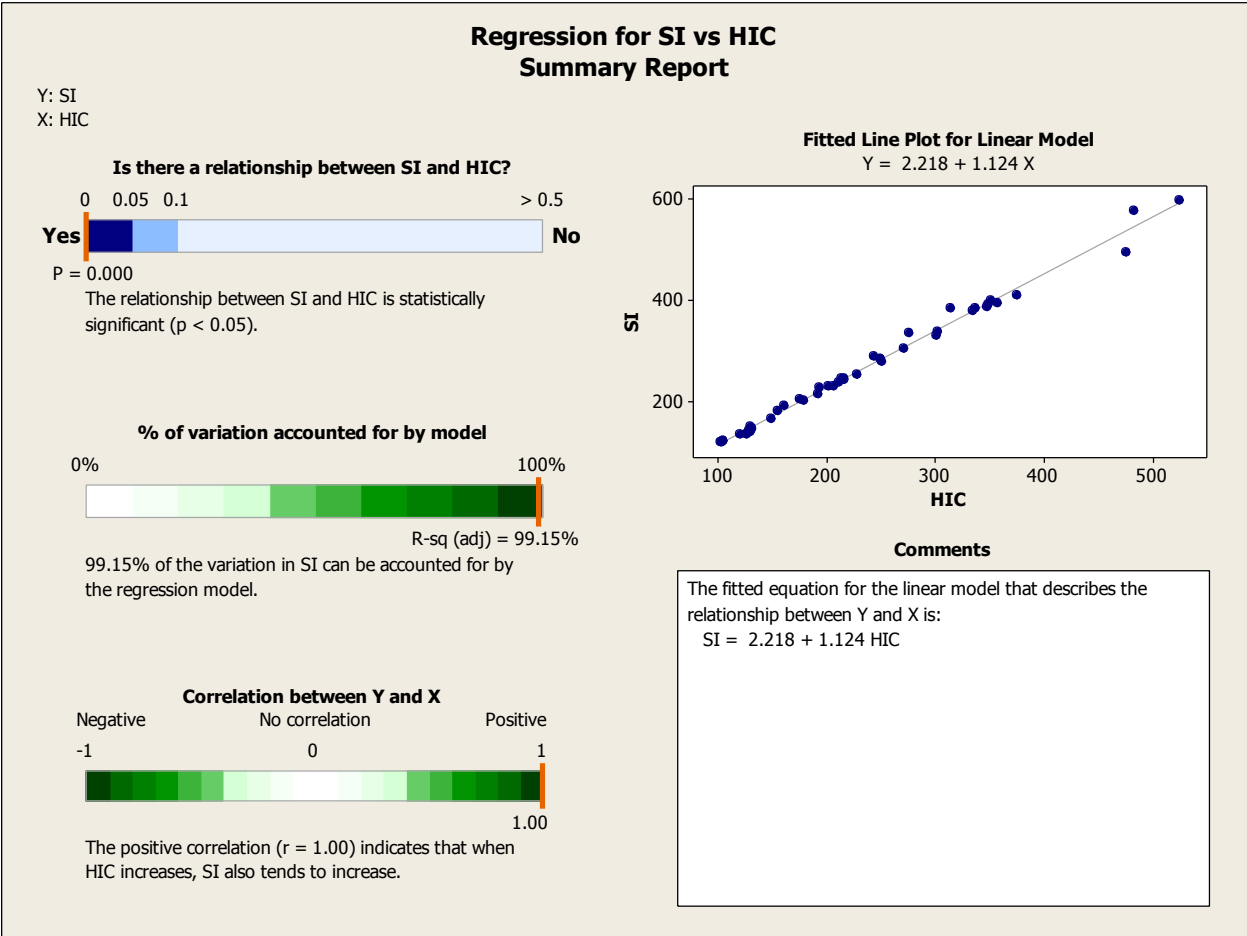 Regression for SI vs HIC
Summary Report
Y: SI
X: HIC
Is there a relationship between SI and HIC?
0 0.05 0.1 > 0.5
Yes No
P = 0.000
The relationship between SI and HIC is statistically
significant (p < 0.05).
% of variation accounted for by model
0% 100%
R-sq (adj) = 99.15%
99.15% of the variation in SI can be accounted for by
the regression model.
Correlation between Y and X
Negative No correlation Positive
-1 0 1
1.00
The positive correlation (r = 1.00) indicates that when
HIC increases, SI also tends to increase.
Fitted Line Plot for Linear Model
Y = 2.218 + 1.124 X
600
400
200
SI
100 200 300 400 500
HIC
Comments
The fitted equation for the linear model that describes the
relationship between Y and X is:
SI = 2.218 + 1.124 HIC